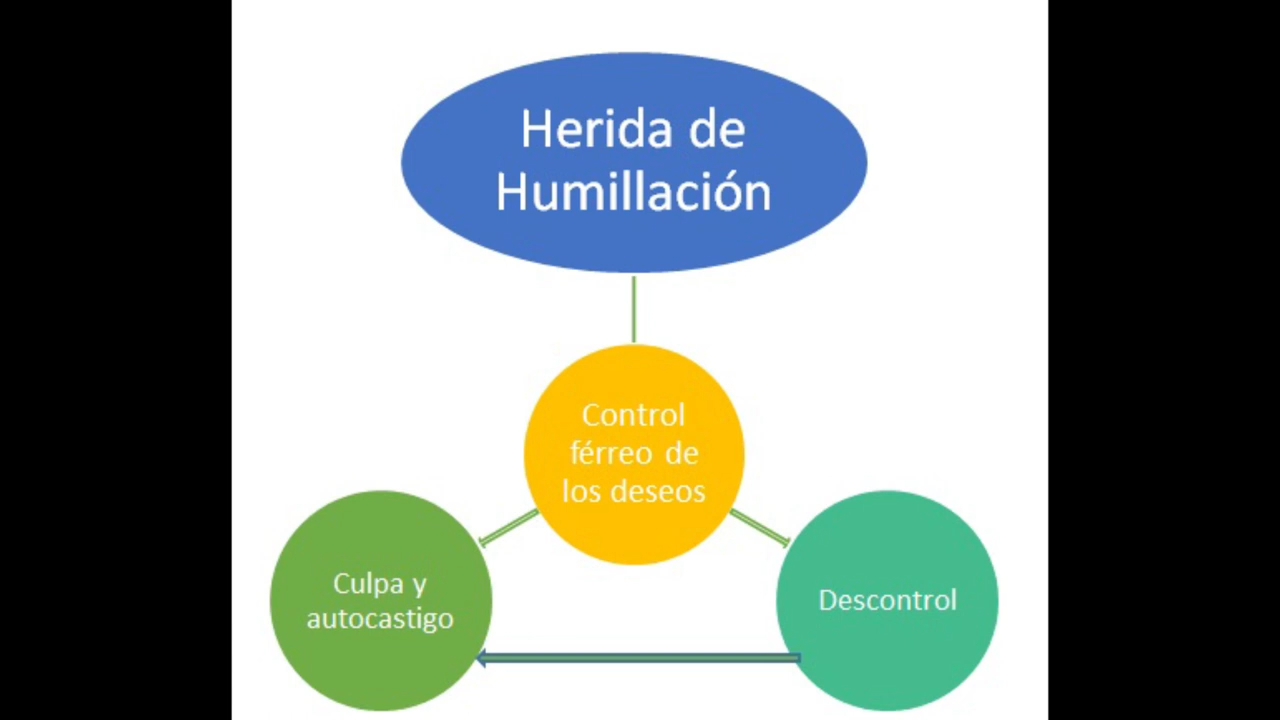 Herida de
Humillación
Control
férreo de
los deseos
Culpa y
autocastigo
Descontrol